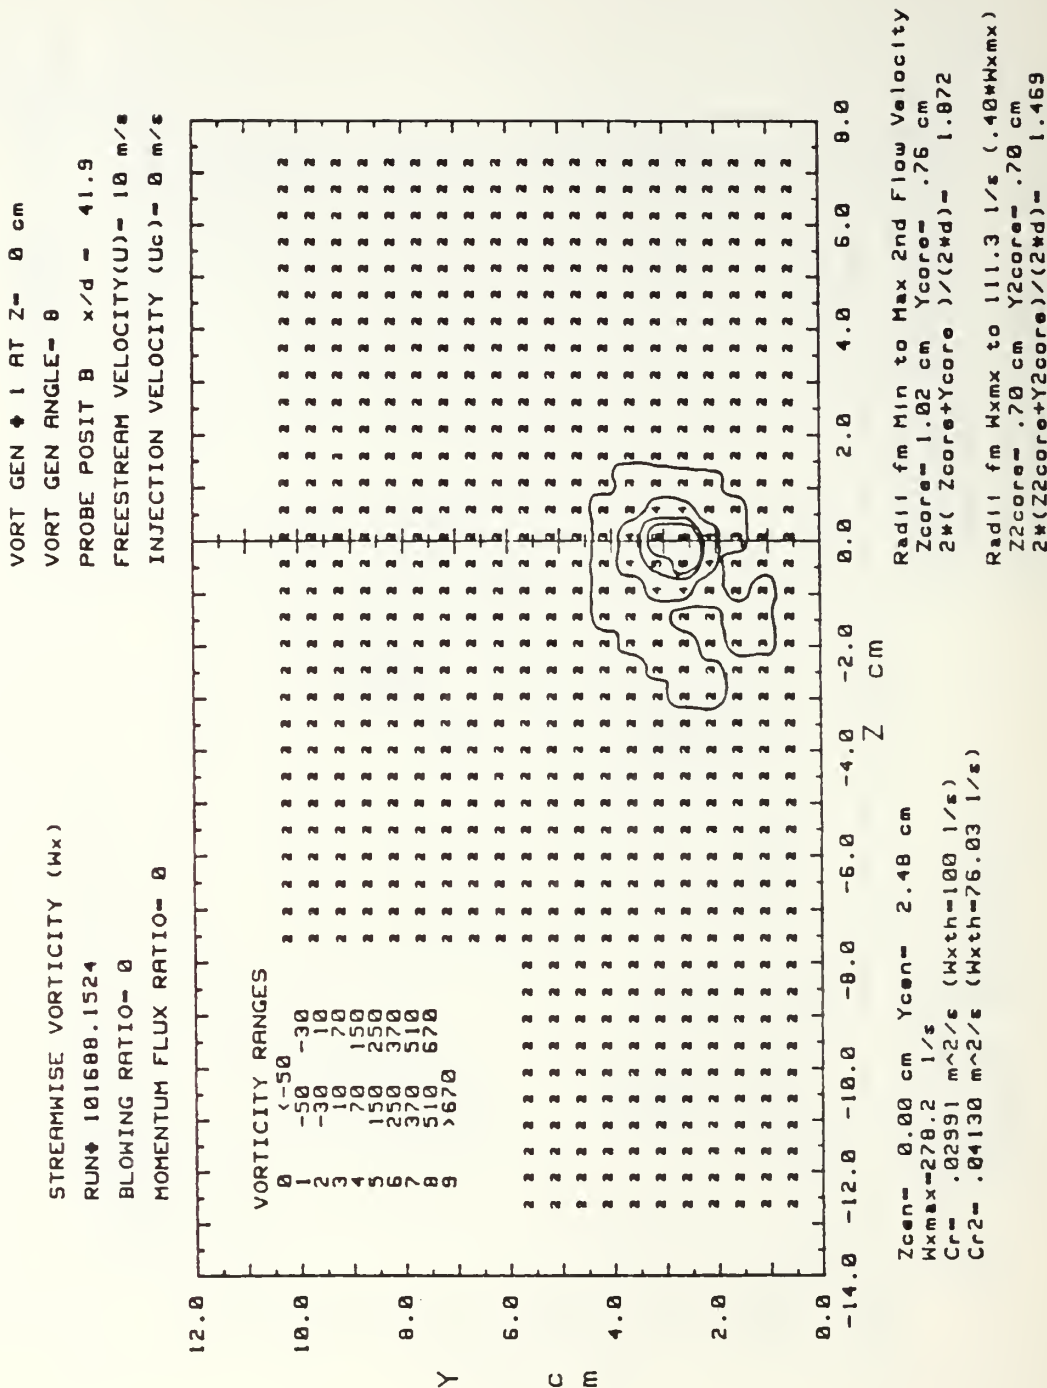 STREAMWISE VORTICITY (Wx)
RUN# 101688.1524
BLOWING RATIO= 0
MOMENTUM FLUX RATIO= 0
VORT GEN # 1 AT Z= 0 cm
VORT GEN ANGLE= 8
PROBE POSIT B x/d = 41.9
FREESTREAM VELOCITY(U)= 10 m/s
INJECTION VELOCITY (Uc)= 0 m/s
VORTICITY RANGES
0 <-50
1 -50 -30
2 -30 10
3 10 70
4 70 150
5 150 250
6 250 370
7 370 510
8 510 670
9 >670
12.0
10.0
8.0
6.0
4.0
2.0
0.0
Y cm
-14.0 -12.0 -10.0 -8.0 -6.0 -4.0 -2.0 0.0 2.0 4.0 6.0 8.0
Z cm
Zcen= 0.00 cm Ycen= 2.48 cm
Wxmax=278.2 1/s
Cr= .02991 m^2/s (Wxth=100 1/s)
Cr2= .04130 m^2/s (Wxth=76.03 1/s)
Radii fm Min to Max 2nd Flow Velocity
Zcore= 1.02 cm Ycore= .76 cm
2*( Zcore+Ycore )/(2*d)= 1.872
Radii fm Wxmx to 111.3 1/s (.40*Wxmx)
Z2core= .70 cm Y2core= .70 cm
2*(Z2core+Y2core)/(2*d)= 1.469